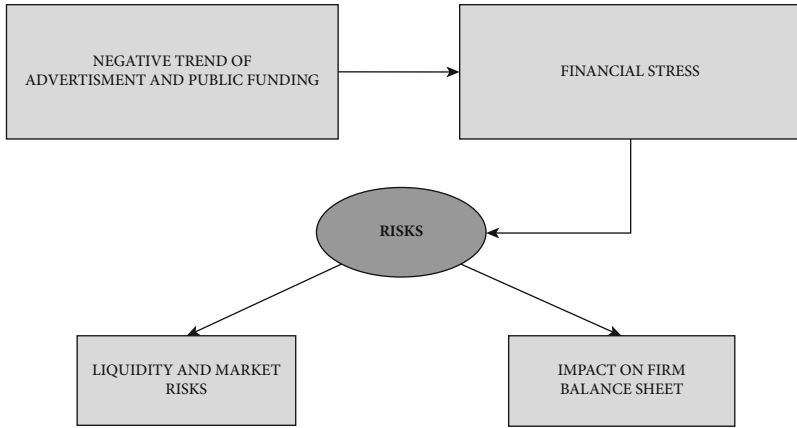 NEGATIVE TREND OF
ADVERTISMENT AND PUBLIC FUNDING
FINANCIAL STRESS
RISKS
LIQUIDITY AND MARKET
RISKS
IMPACT ON FIRM
BALANCE SHEET